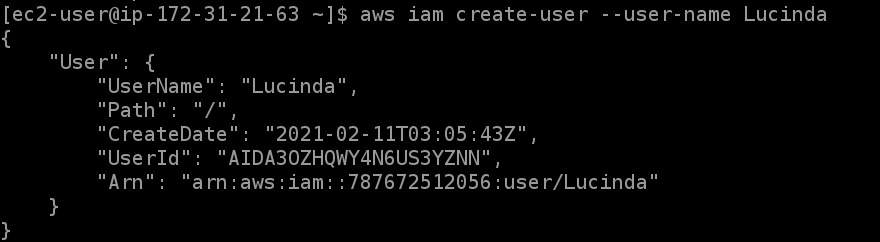 [ec2-user@ip-172-31-21-63 ~]$ aws iam create-user --user-name Lucinda
{
    "User": {
        "UserName": "Lucinda",
        "Path": "/",
        "CreateDate": "2021-02-11T03:05:43Z",
        "UserId": "AIDA3OZHQWY4N6US3YZNN",
        "Arn": "arn:aws:iam::787672512056:user/Lucinda"
    }
}